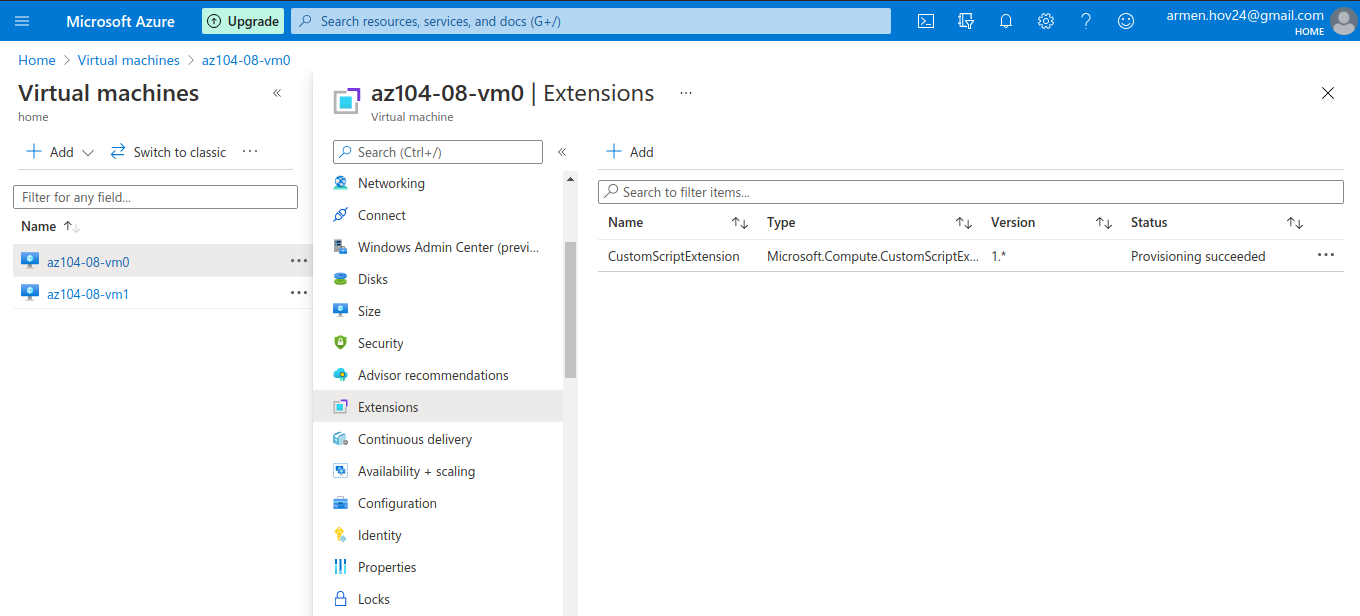 Microsoft Azure
Upgrade
Search resources, services, and docs (G+/)
armen.hov24@gmail.com
HOME
Home > Virtual machines > az104-08-vm0
Virtual machines
home
Add
Switch to classic
Filter for any field...
Name
az104-08-vm0
az104-08-vm1
az104-08-vm0 | Extensions
Virtual machine
Search (Ctrl+/)
Networking
Connect
Windows Admin Center (previ...
Disks
Size
Security
Advisor recommendations
Extensions
Continuous delivery
Availability + scaling
Configuration
Identity
Properties
Locks
Add
Search to filter items...
Name Type Version Status
CustomScriptExtension Microsoft.Compute.CustomScriptEx... 1.* Provisioning succeeded